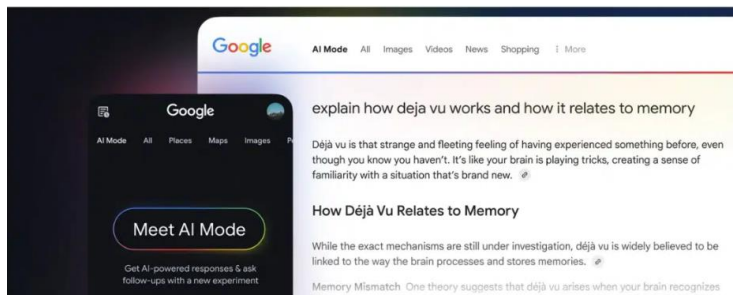 Google
AI Mode All Images Videos News Shopping More
Google
AI Mode All Places Maps Images
Meet AI Mode
Get AI-powered responses & ask
follow-ups with a new experiment
explain how deja vu works and how it relates to memory
Déjà vu is that strange and fleeting feeling of having experienced something before, even
though you know you haven't. It's like your brain is playing tricks, creating a sense of
familiarity with a situation that's brand new.
How Déjà Vu Relates to Memory
While the exact mechanisms are still under investigation, déjà vu is widely believed to be
linked to the way the brain processes and stores memories.
Memory Mismatch One theory suggests that déjà vu arises when your brain recognizes